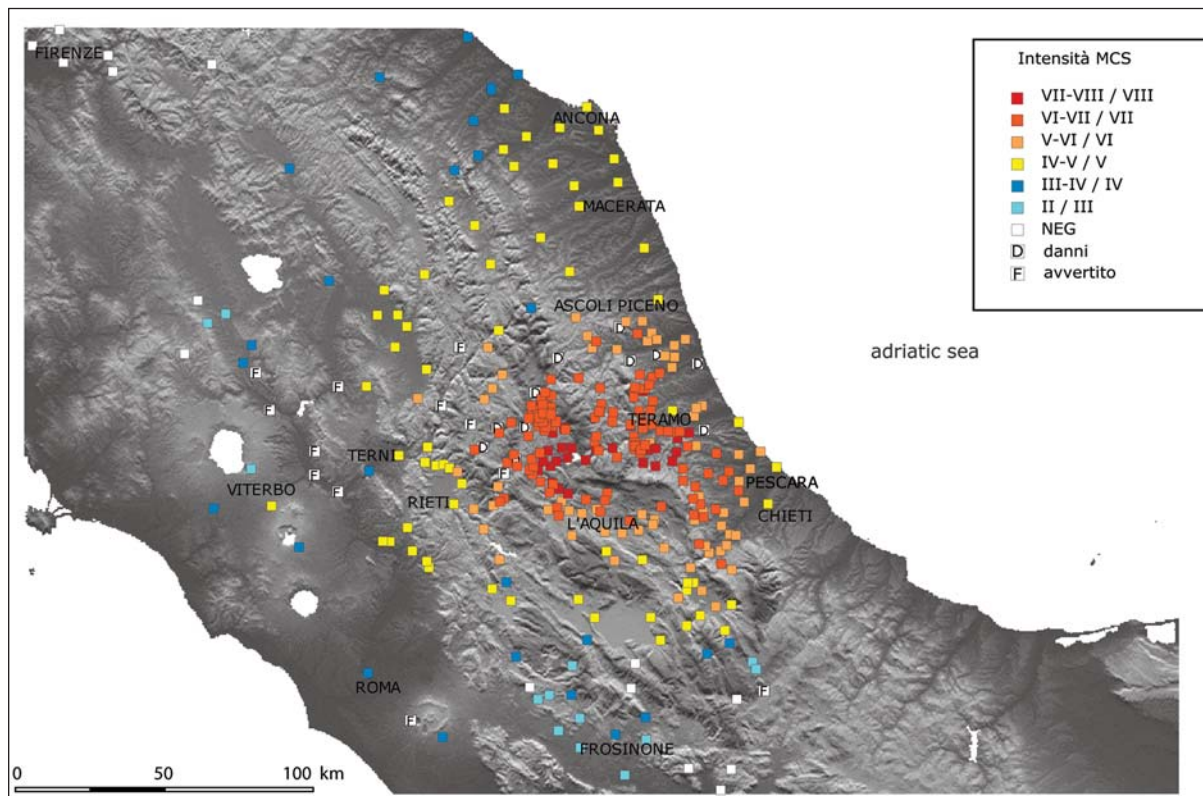 FIRENZE
Intensità MCS
VII-VIII / VIII
VI-VII / VII
V-VI / VI
IV-V / V
III-IV / IV
II / III
NEG
D danni
F avvertito
ANCONA
MACERATA
ASCOLI PICENO
adriatic sea
D
D
D
D
F
F
F
D
F
F
TERAMO
D
F
D
D
D
F
TERNI
F
F
PESCARA
VITERBO
F
RIETI
CHIETI
L'AQUILA
ROMA
F
F
FROSINONE
0 50 100 km